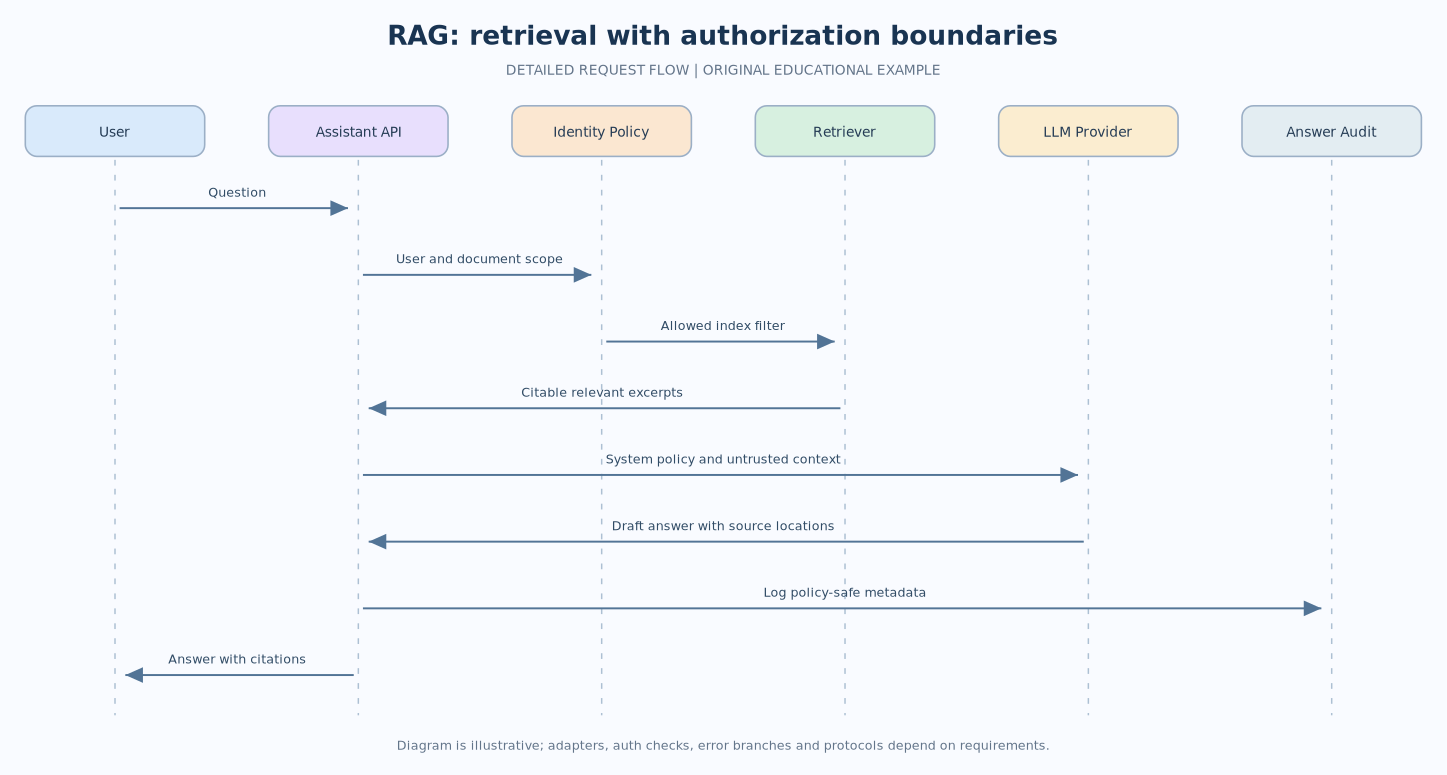 RAG: retrieval with authorization boundaries
DETAILED REQUEST FLOW | ORIGINAL EDUCATIONAL EXAMPLE
User
Assistant API
Identity Policy
Retriever
LLM Provider
Answer Audit
Question
User and document scope
Allowed index filter
Citable relevant excerpts
System policy and untrusted context
Draft answer with source locations
Log policy-safe metadata
Answer with citations
Diagram is illustrative; adapters, auth checks, error branches and protocols depend on requirements.